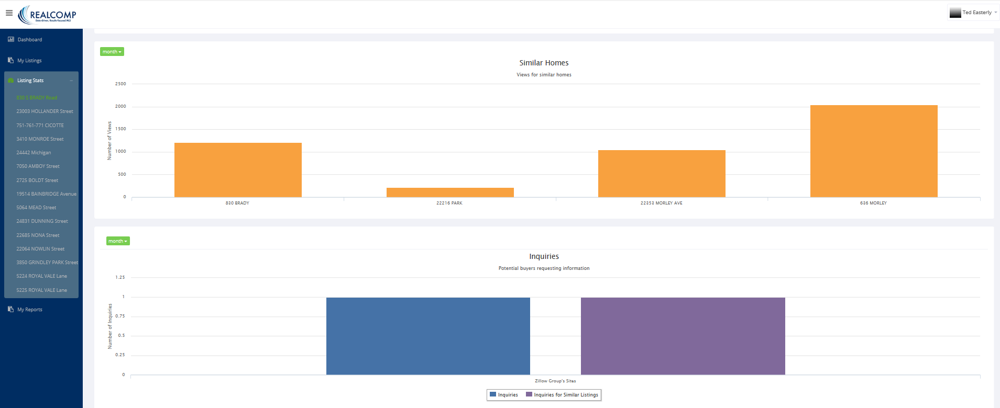 REALCOMP
Data-driven, Results-focused MLS
Ted Easterly
Dashboard
My Listings
Listing Stats
830 S BRADY Road
23003 HOLLANDER Street
751-761-771 CICOTTE
3410 MONROE Street
24442 Michigan
7050 AMBOY Street
2725 BOLDT Street
19514 BAINBRIDGE Avenue
5064 MEAD Street
24831 DUNNING Street
22685 NONA Street
22064 NOWLIN Street
3850 GRINDLEY PARK Street
5224 ROYAL VALE Lane
5225 ROYAL VALE Lane
My Reports
month
Similar Homes
Views for similar homes
Number of Views
2500
2000
1500
1000
500
0
830 BRADY
22216 PARK
22353 MORLEY AVE
636 MORLEY
month
Inquiries
Potential buyers requesting information
Number of Inquiries
1.25
1
0.75
0.5
0.25
0
Zillow Group's Sites
Inquiries
Inquiries for Similar Listings